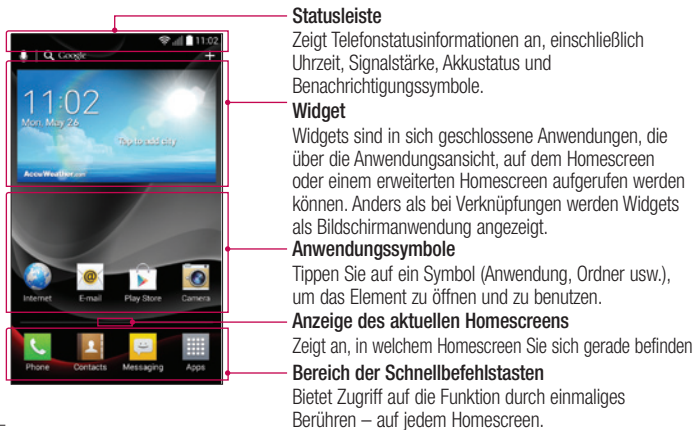 Statusleiste
Zeigt Telefonstatusinformationen an, einschließlich
Uhrzeit, Signalstärke, Akkustatus und
Benachrichtigungssymbole.
Widget
Widgets sind in sich geschlossene Anwendungen, die
über die Anwendungsansicht, auf dem Homescreen
oder einem erweiterten Homescreen aufgerufen werden
können. Anders als bei Verknüpfungen werden Widgets
als Bildschirmanwendung angezeigt.
Anwendungssymbole
Tippen Sie auf ein Symbol (Anwendung, Ordner usw.),
um das Element zu öffnen und zu benutzen.
Anzeige des aktuellen Homescreens
Zeigt an, in welchem Homescreen Sie sich gerade befinden
Bereich der Schnellbefehlstasten
Bietet Zugriff auf die Funktion durch einmaliges
Berühren – auf jedem Homescreen.
11:02
Google
11:02
Mon, May 26
Tap to add city
AccuWeather.com
Internet E-mail Play Store Camera
Phone Contacts Messaging Apps